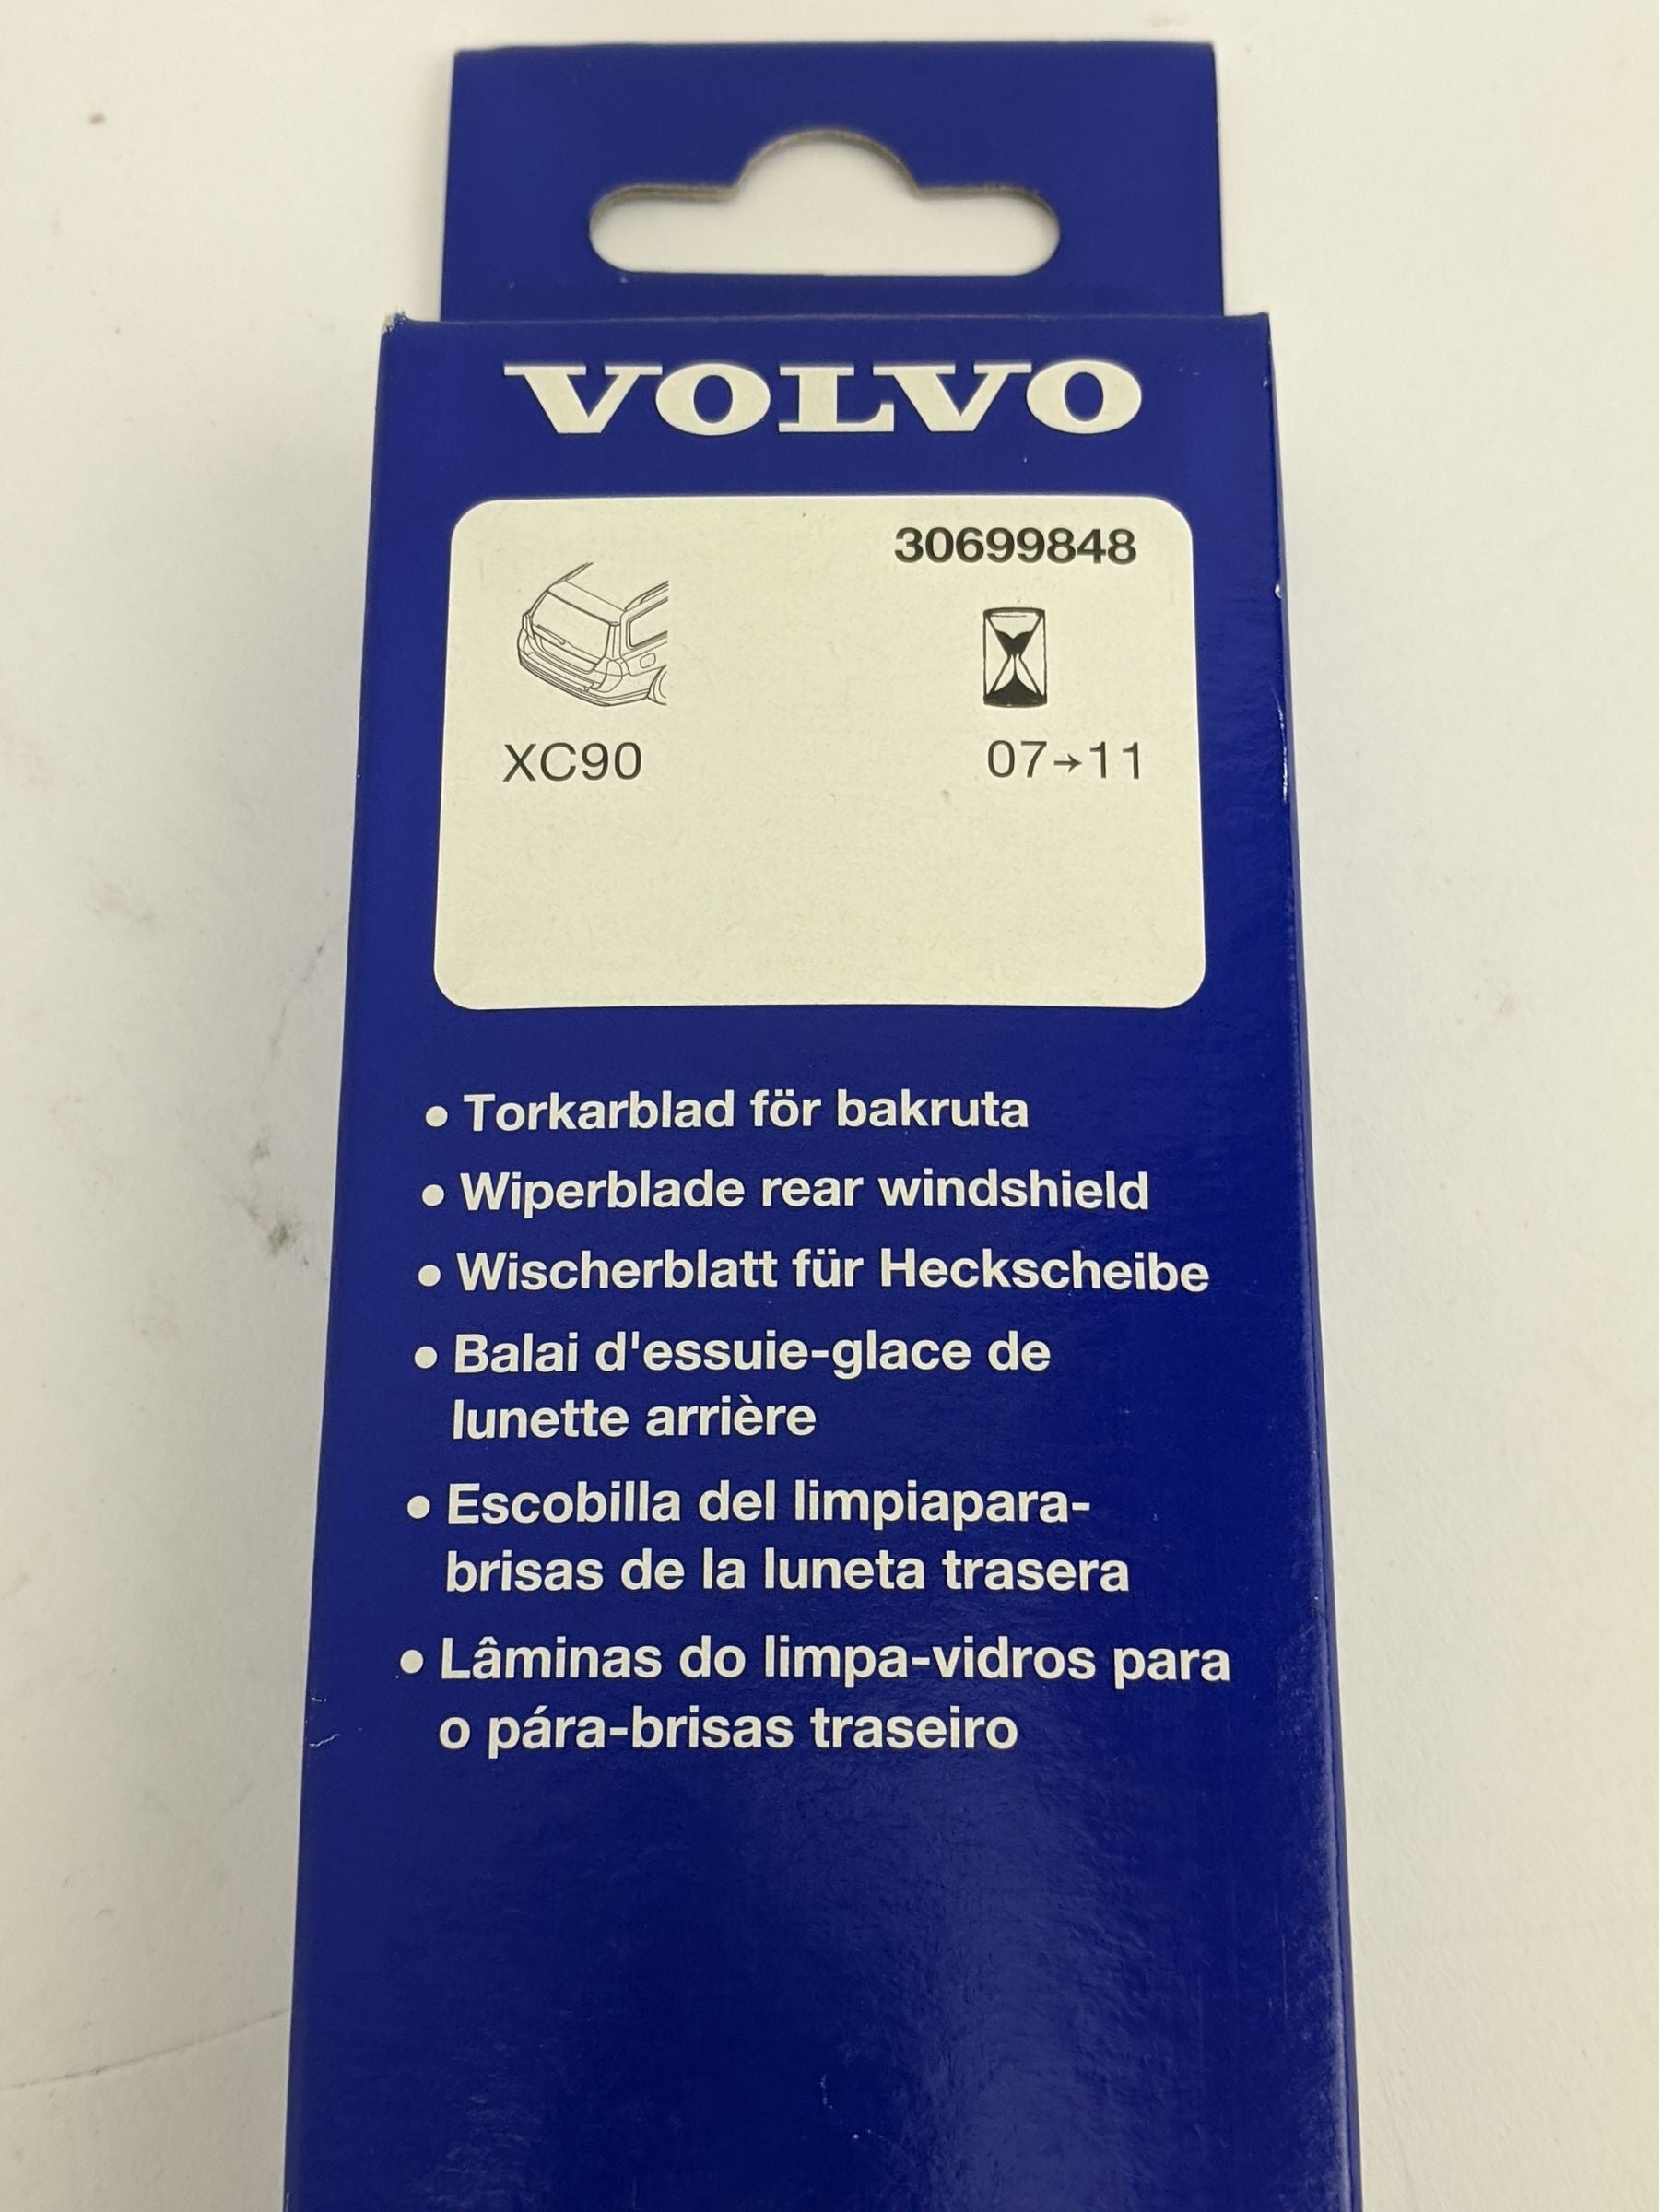 VOLVO
30699848
XC90
07→11
• Torkarblad för bakruta
• Wiperblade rear windshield
• Wischerblatt für Heckscheibe
• Balai d'essuie-glace de
lunette arrière
• Escobilla del limpiapara-
brisas de la luneta trasera
• Lâminas do limpa-vidros para
o pára-brisas traseiro